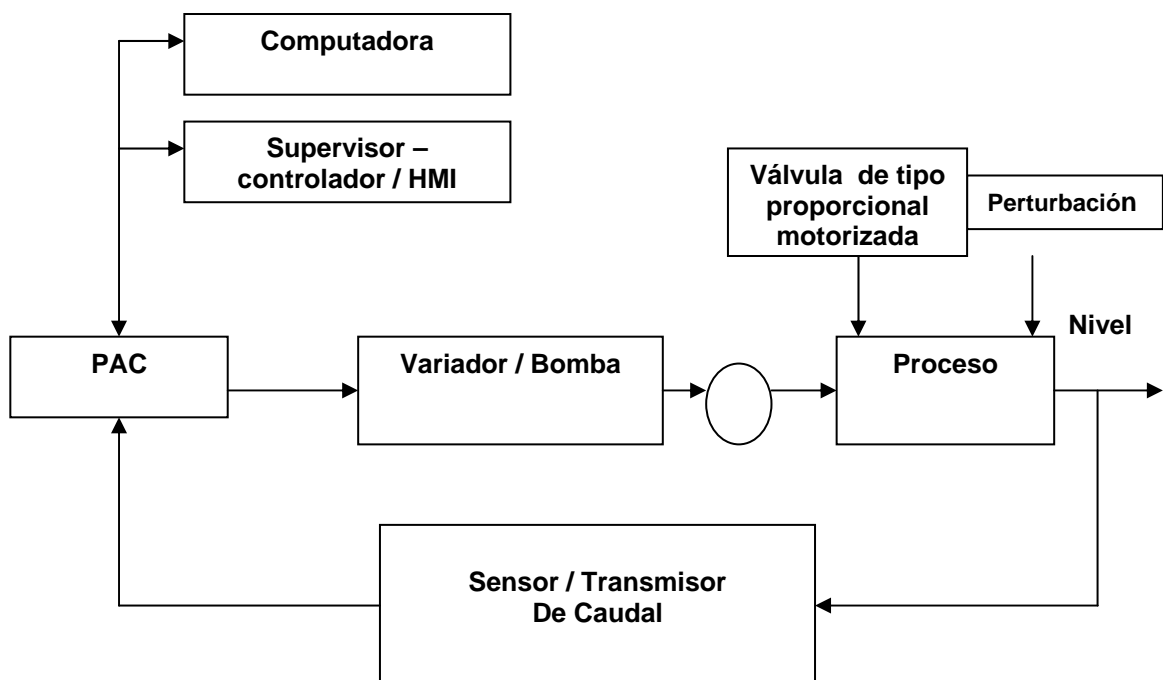 Computadora
Supervisor –
controlador / HMI
Válvula de tipo
proporcional
motorizada
Perturbación
Nivel
PAC
Variador / Bomba
Proceso
Sensor / Transmisor
De Caudal